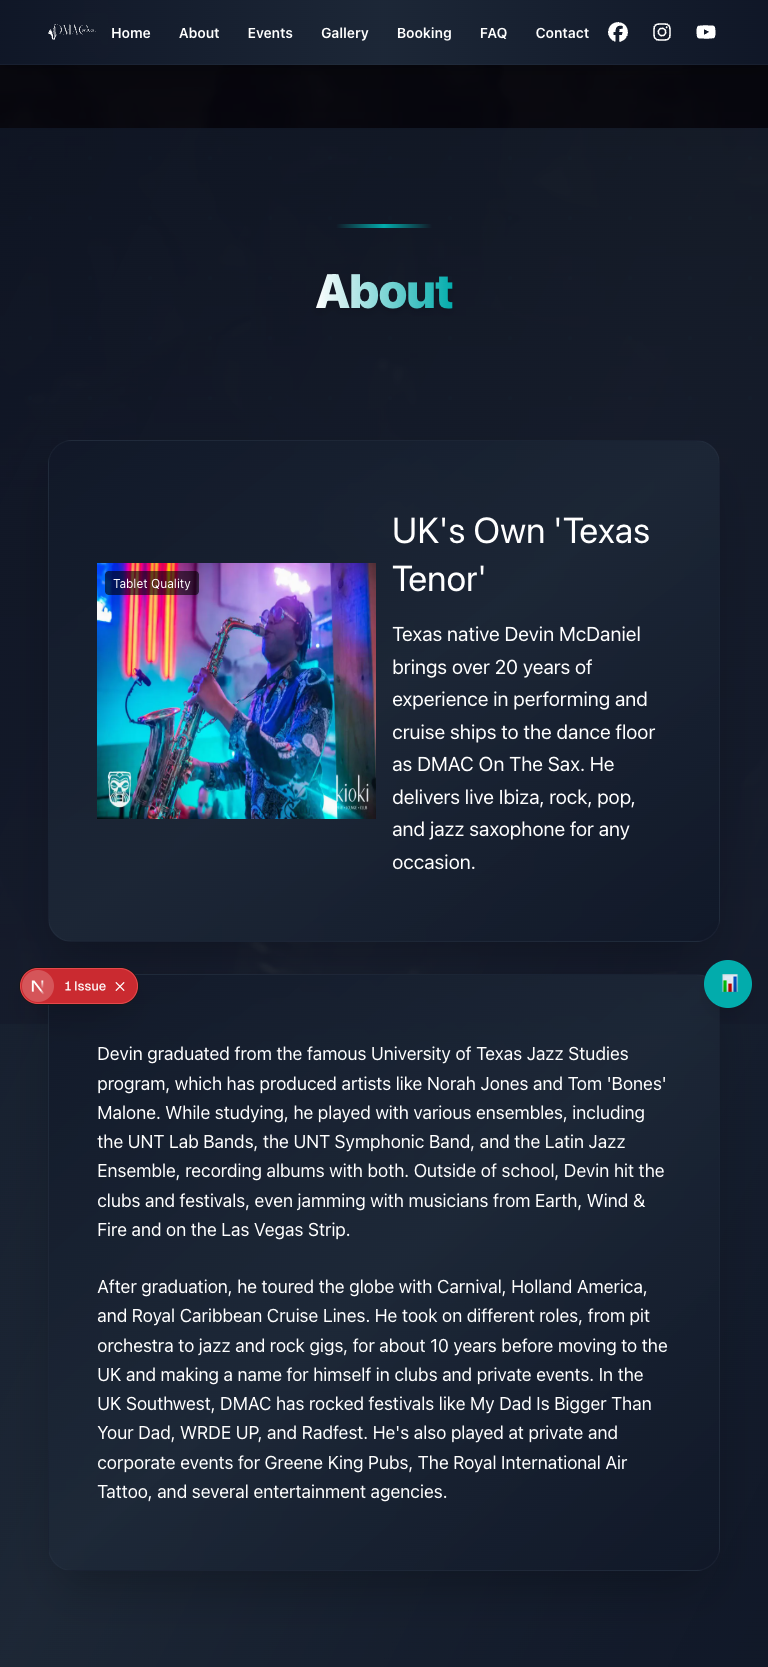 DMAC
Home About Events Gallery Booking FAQ Contact
About
UK's Own 'Texas
Tenor'
Tablet Quality
kioki
Texas native Devin McDaniel
brings over 20 years of
experience in performing and
cruise ships to the dance floor
as DMAC On The Sax. He
delivers live Ibiza, rock, pop,
and jazz saxophone for any
occasion.
N 1 Issue
Devin graduated from the famous University of Texas Jazz Studies
program, which has produced artists like Norah Jones and Tom 'Bones'
Malone. While studying, he played with various ensembles, including
the UNT Lab Bands, the UNT Symphonic Band, and the Latin Jazz
Ensemble, recording albums with both. Outside of school, Devin hit the
clubs and festivals, even jamming with musicians from Earth, Wind &
Fire and on the Las Vegas Strip.
After graduation, he toured the globe with Carnival, Holland America,
and Royal Caribbean Cruise Lines. He took on different roles, from pit
orchestra to jazz and rock gigs, for about 10 years before moving to the
UK and making a name for himself in clubs and private events. In the
UK Southwest, DMAC has rocked festivals like My Dad Is Bigger Than
Your Dad, WRDE UP, and Radfest. He's also played at private and
corporate events for Greene King Pubs, The Royal International Air
Tattoo, and several entertainment agencies.